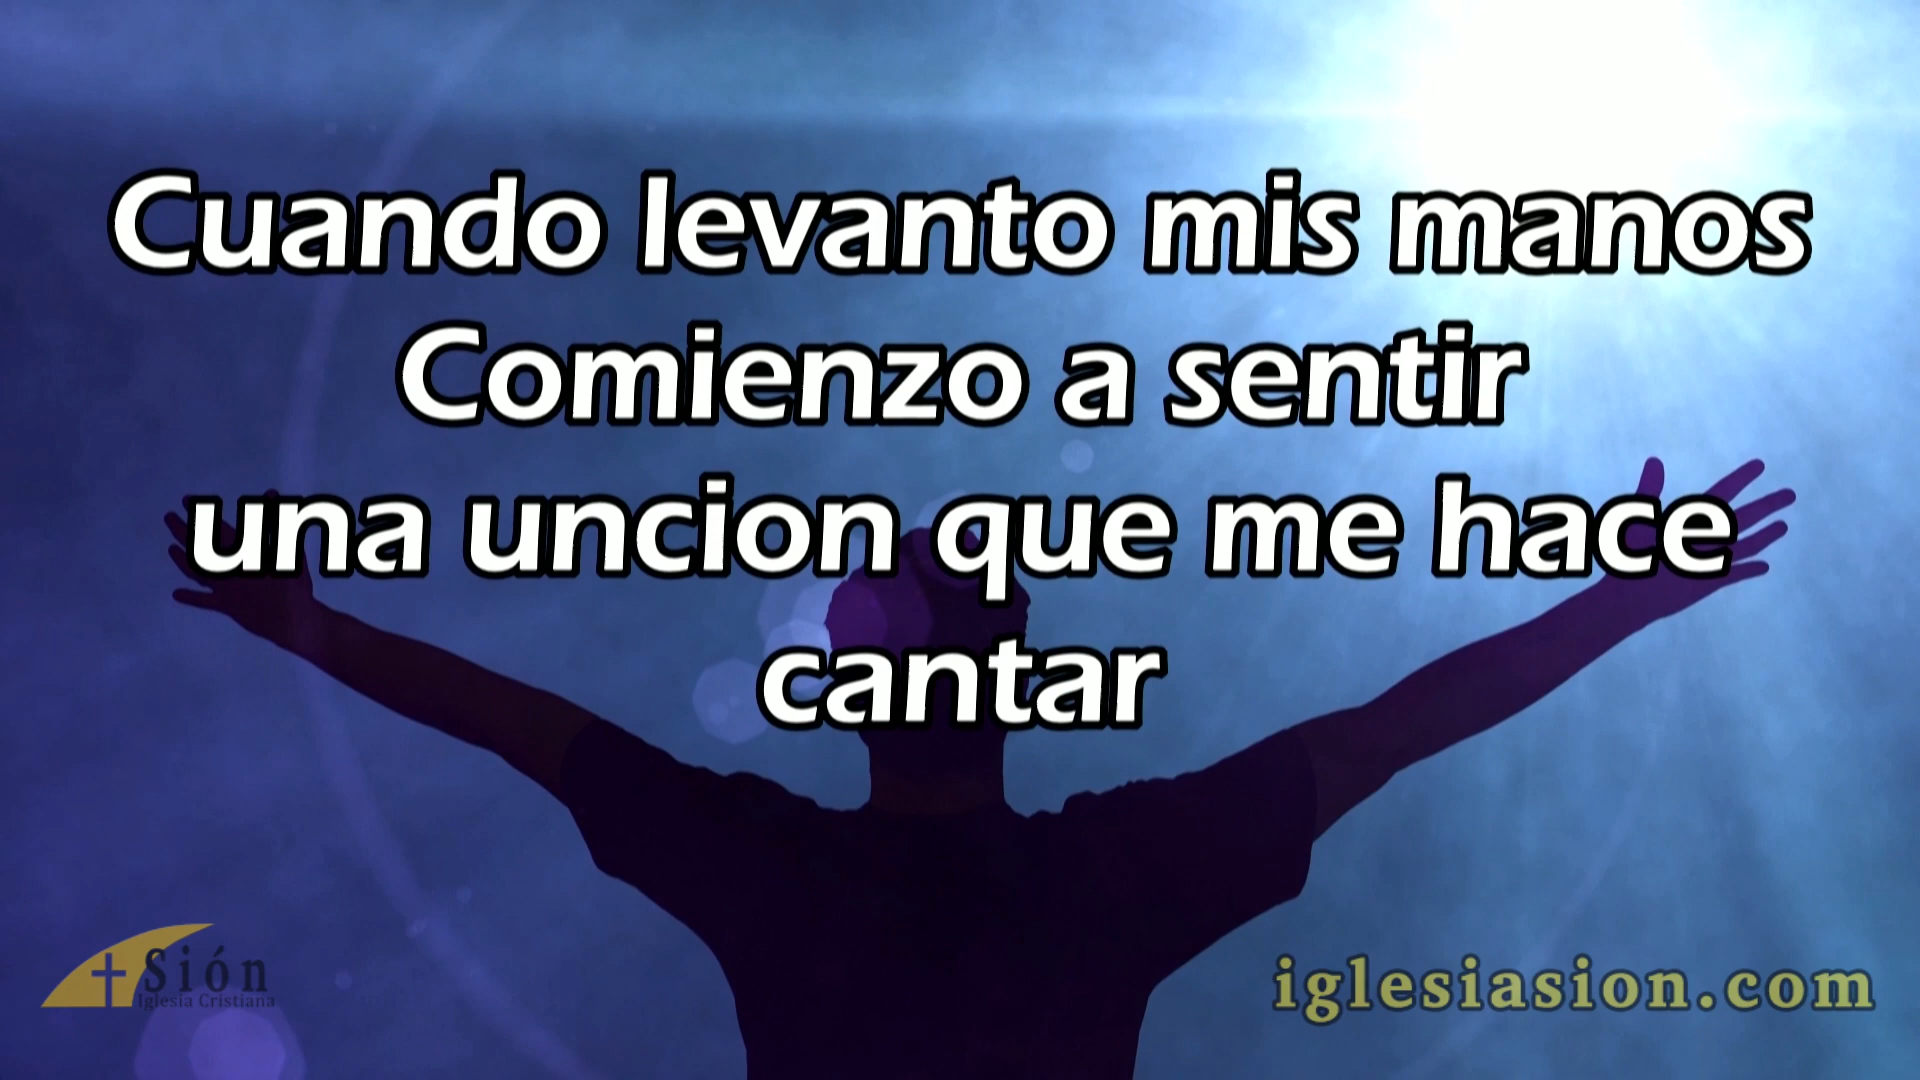 Cuando levanto mis manos
Comienzo a sentir
una uncion que me hace
cantar
Sión
Iglesia Cristiana
iglesiasion.com